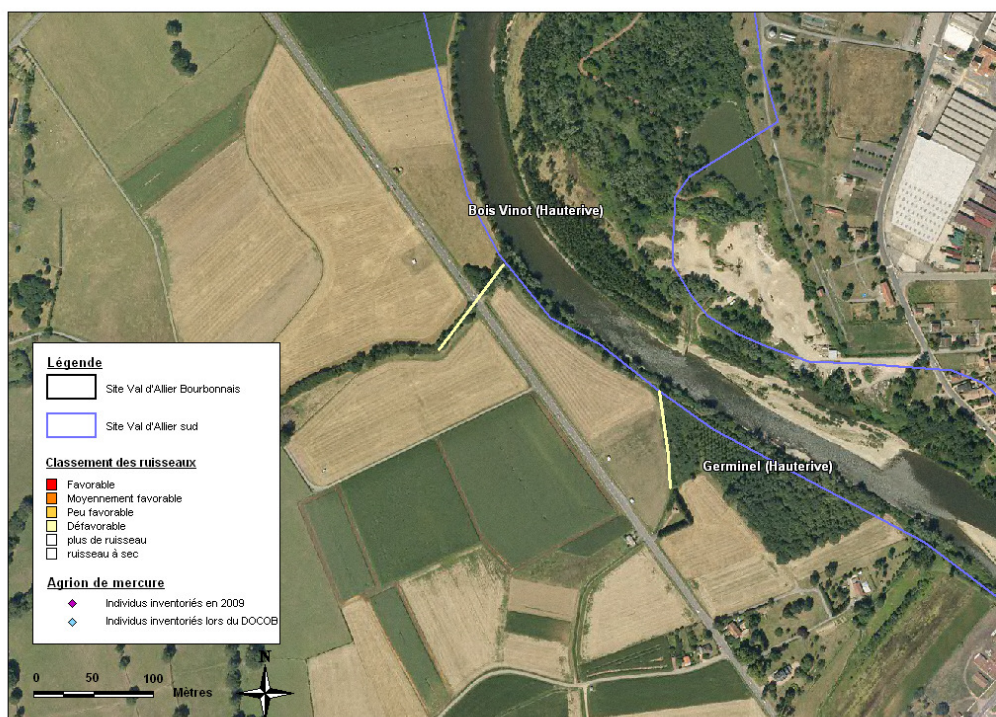 Bois Vinot (Hauterive)
Germinel (Hauterive)
Légende
Site Val d'Allier Bourbonnais
Site Val d'Allier sud
Classement des ruisseaux
Favorable
Moyennement favorable
Peu favorable
Défavorable
plus de ruisseau
ruisseau à sec
Agrion de mercure
Individus inventoriés en 2009
Individus inventoriés lors du DOCOB
0 50 100
Mètres
N